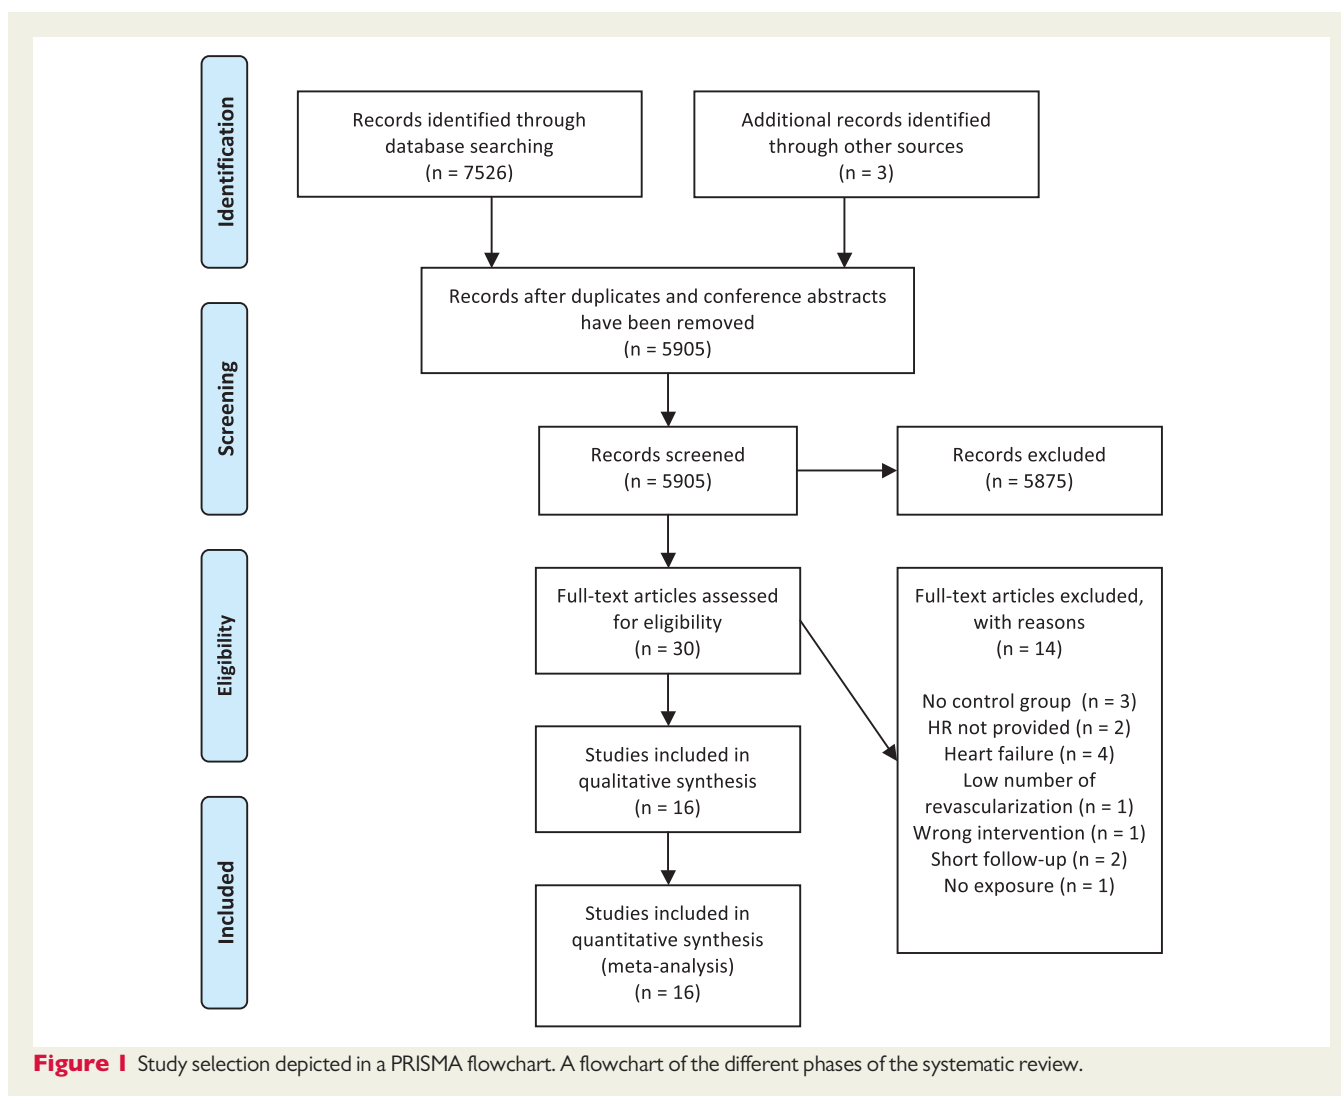 Identification
Records identified through
database searching
(n = 7526)
Additional records identified
through other sources
(n = 3)
Records after duplicates and conference abstracts
have been removed
(n = 5905)
Screening
Records screened
(n = 5905)
Records excluded
(n = 5875)
Eligibility
Full-text articles assessed
for eligibility
(n = 30)
Full-text articles excluded,
with reasons
(n = 14)
No control group  (n = 3)
HR not provided (n = 2)
Heart failure (n = 4)
Low number of
revascularization (n = 1)
Wrong intervention (n = 1)
Short follow-up (n = 2)
No exposure (n = 1)
Studies included in
qualitative synthesis
(n = 16)
Included
Studies included in
quantitative synthesis
(meta-analysis)
(n = 16)
Figure 1 Study selection depicted in a PRISMA flowchart. A flowchart of the different phases of the systematic review.